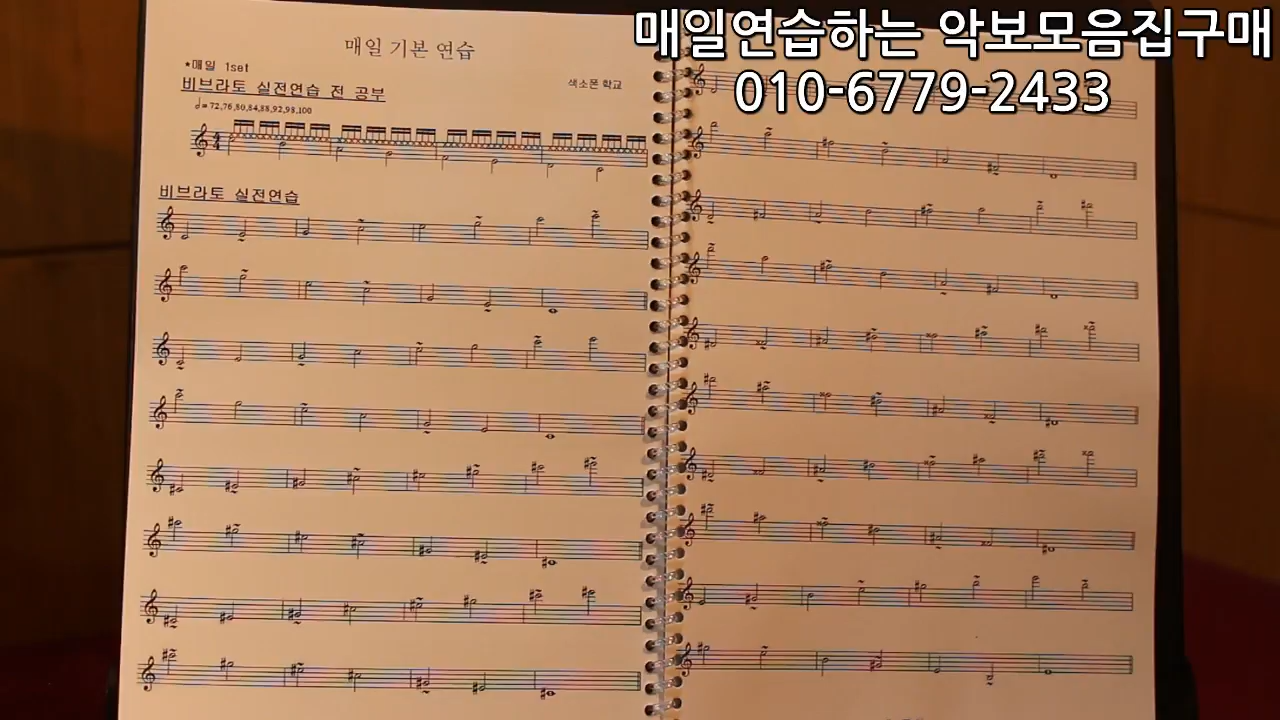 매일연습하는 악보모음집구매
010-6779-2433
매일 기본 연습
*매일 1set
비브라토 실전연습 전 공부
색소폰 학교
♩=72,76,80,84,88,92,98,100
비브라토 실전연습